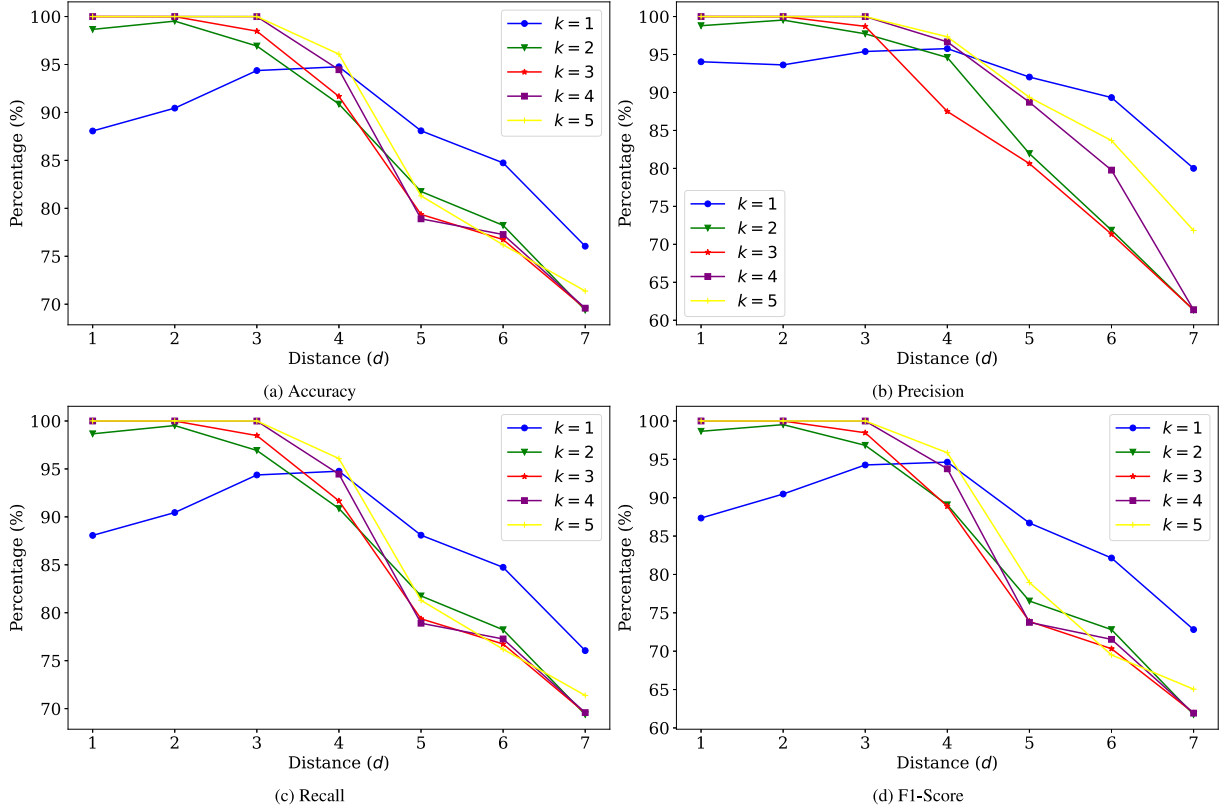 100
95
90
85
80
75
70
Percentage (%)
k = 1
k = 2
k = 3
k = 4
k = 5
1 2 3 4 5 6 7
Distance (d)
(a) Accuracy
100
95
90
85
80
75
70
65
60
Percentage (%)
k = 1
k = 2
k = 3
k = 4
k = 5
1 2 3 4 5 6 7
Distance (d)
(b) Precision
100
95
90
85
80
75
70
Percentage (%)
k = 1
k = 2
k = 3
k = 4
k = 5
1 2 3 4 5 6 7
Distance (d)
(c) Recall
100
95
90
85
80
75
70
65
60
Percentage (%)
k = 1
k = 2
k = 3
k = 4
k = 5
1 2 3 4 5 6 7
Distance (d)
(d) F1-Score